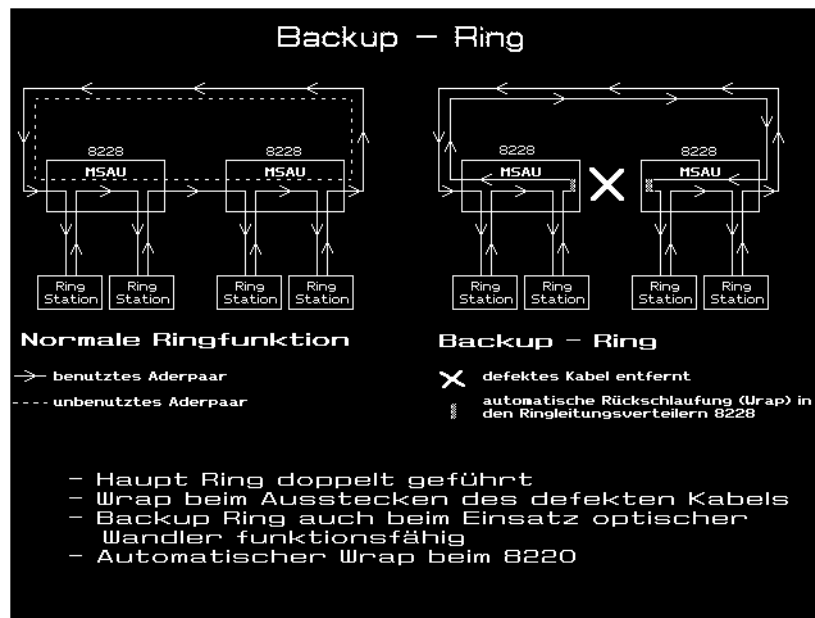 Backup - Ring
8228
MSAU
8228
MSAU
Ring
Station
Ring
Station
Ring
Station
Ring
Station
Normale Ringfunktion
benutztes Aderpaar
unbenutztes Aderpaar
8228
MSAU
8228
MSAU
Ring
Station
Ring
Station
Ring
Station
Ring
Station
Backup - Ring
defektes Kabel entfernt
automatische Rückschlaufung (Wrap) in
den Ringleitungsverteilern 8228
- Haupt Ring doppelt geführt
- Wrap beim Ausstecken des defekten Kabels
- Backup Ring auch beim Einsatz optischer
Wandler funktionsfähig
- Automatischer Wrap beim 8220